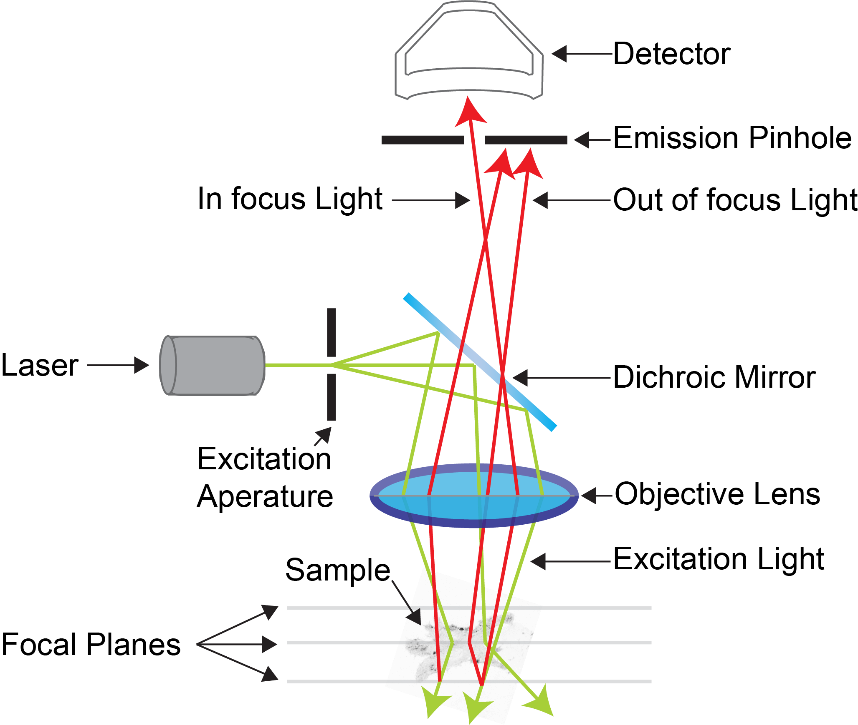 Detector
Emission Pinhole
In focus Light
Out of focus Light
Laser
Dichroic Mirror
Excitation
Aperature
Objective Lens
Excitation Light
Sample
Focal Planes